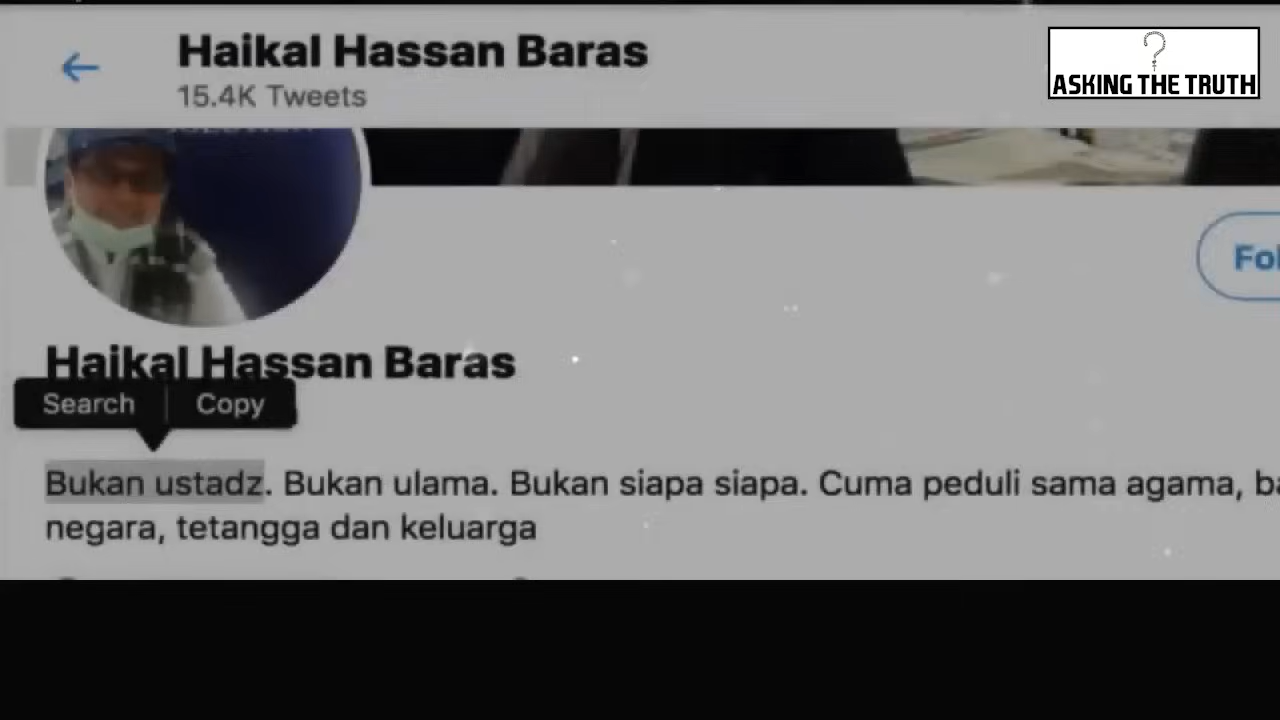 Haikal Hassan Baras
15.4K Tweets
?
ASKING THE TRUTH
Fol
Haikal Hassan Baras
Search Copy
Bukan ustadz. Bukan ulama. Bukan siapa siapa. Cuma peduli sama agama, ba
negara, tetangga dan keluarga